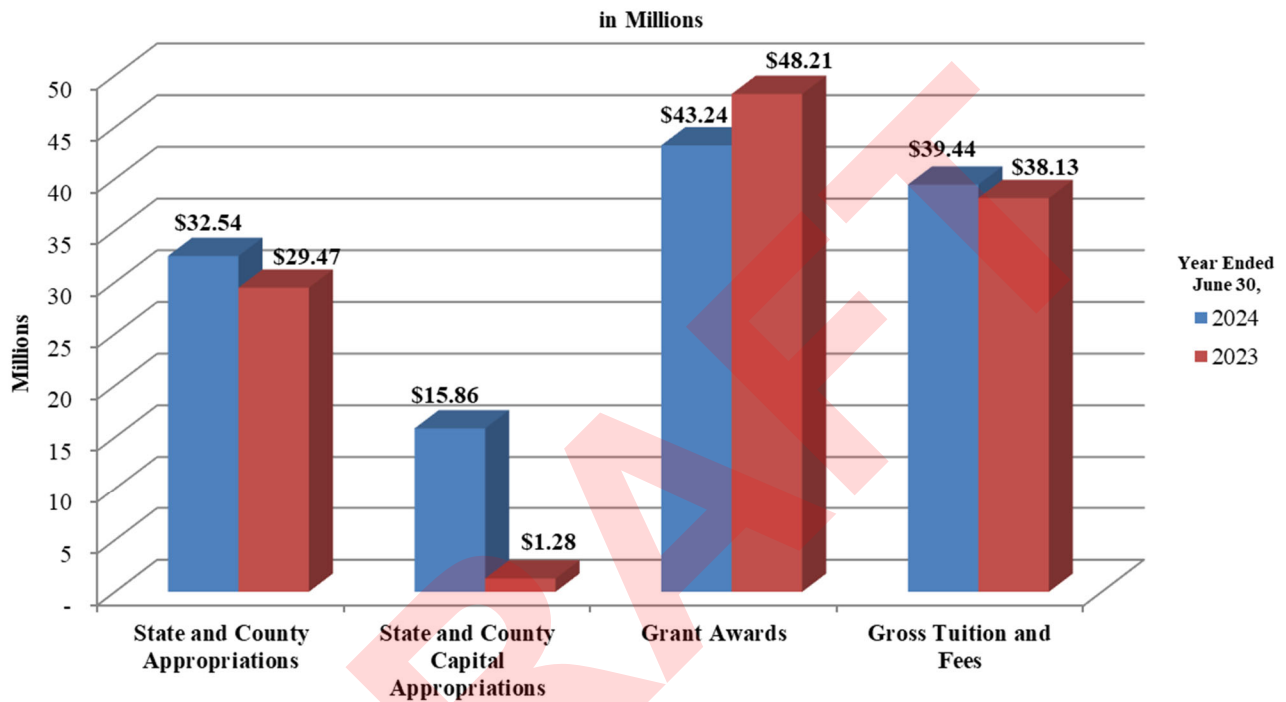 in Millions
50
45
40
35
30
25
20
15
10
5
-
Millions
$32.54
$29.47
$15.86
$1.28
$43.24
$48.21
$39.44
$38.13
State and County
Appropriations
State and County
Capital
Appropriations
Grant Awards
Gross Tuition and
Fees
Year Ended
June 30,
2024
2023
RAFT